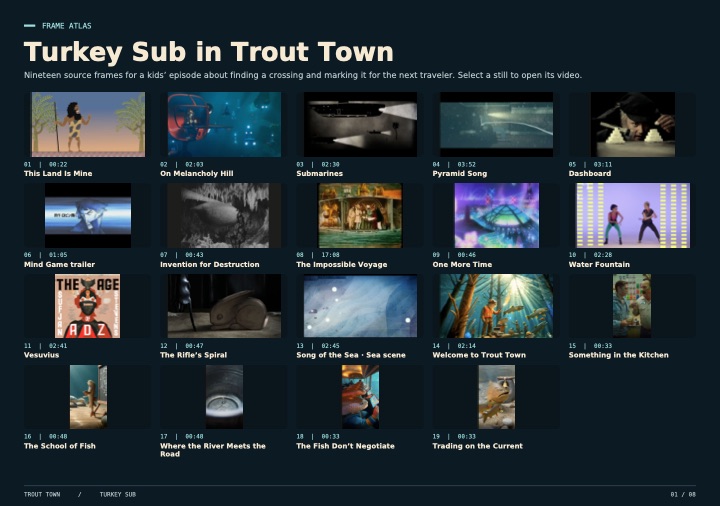 FRAME ATLAS
Turkey Sub in Trout Town
Nineteen source frames for a kids' episode about finding a crossing and marking it for the next traveler. Select a still to open its video.
01 | 00:22
This Land Is Mine
02 | 02:03
On Melancholy Hill
03 | 02:30
Submarines
04 | 03:52
Pyramid Song
05 | 03:11
Dashboard
06 | 01:05
Mind Game trailer
07 | 00:43
Invention for Destruction
08 | 17:08
The Impossible Voyage
09 | 00:46
One More Time
10 | 02:28
Water Fountain
THE AGE
ADZ
11 | 02:41
Vesuvius
12 | 00:47
The Rifle's Spiral
13 | 02:45
Song of the Sea · Sea scene
14 | 02:14
Welcome to Trout Town
15 | 00:33
Something in the Kitchen
16 | 00:48
The School of Fish
17 | 00:48
Where the River Meets the
Road
18 | 00:33
The Fish Don't Negotiate
19 | 00:33
Trading on the Current
TROUT TOWN / TURKEY SUB
01 / 08